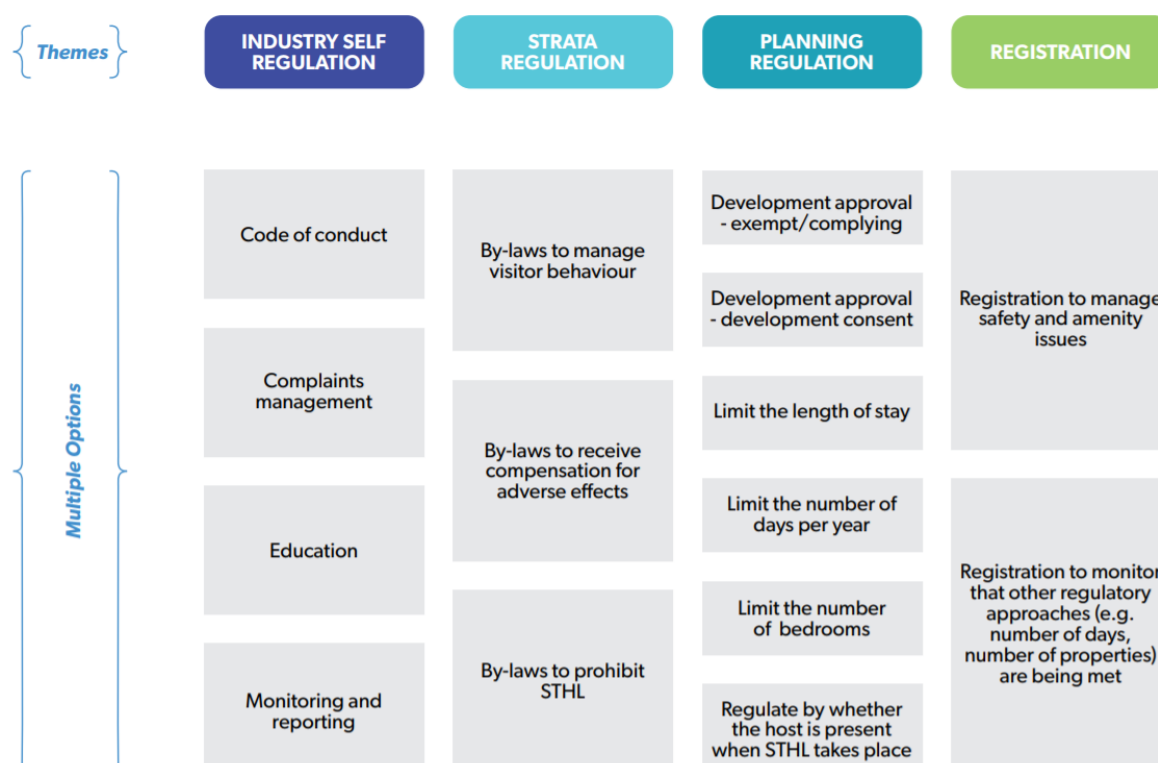 Themes
INDUSTRY SELF
REGULATION
STRATA
REGULATION
PLANNING
REGULATION
REGISTRATION
Multiple Options
Code of conduct
Complaints
management
Education
Monitoring and
reporting
By-laws to manage
visitor behaviour
By-laws to receive
compensation for
adverse effects
By-laws to prohibit
STHL
Development approval
- exempt/complying
Development approval
- development consent
Limit the length of stay
Limit the number of
days per year
Limit the number
of bedrooms
Regulate by whether
the host is present
when STHL takes place
Registration to manage
safety and amenity
issues
Registration to monitor
that other regulatory
approaches (e.g.
number of days,
number of properties)
are being met